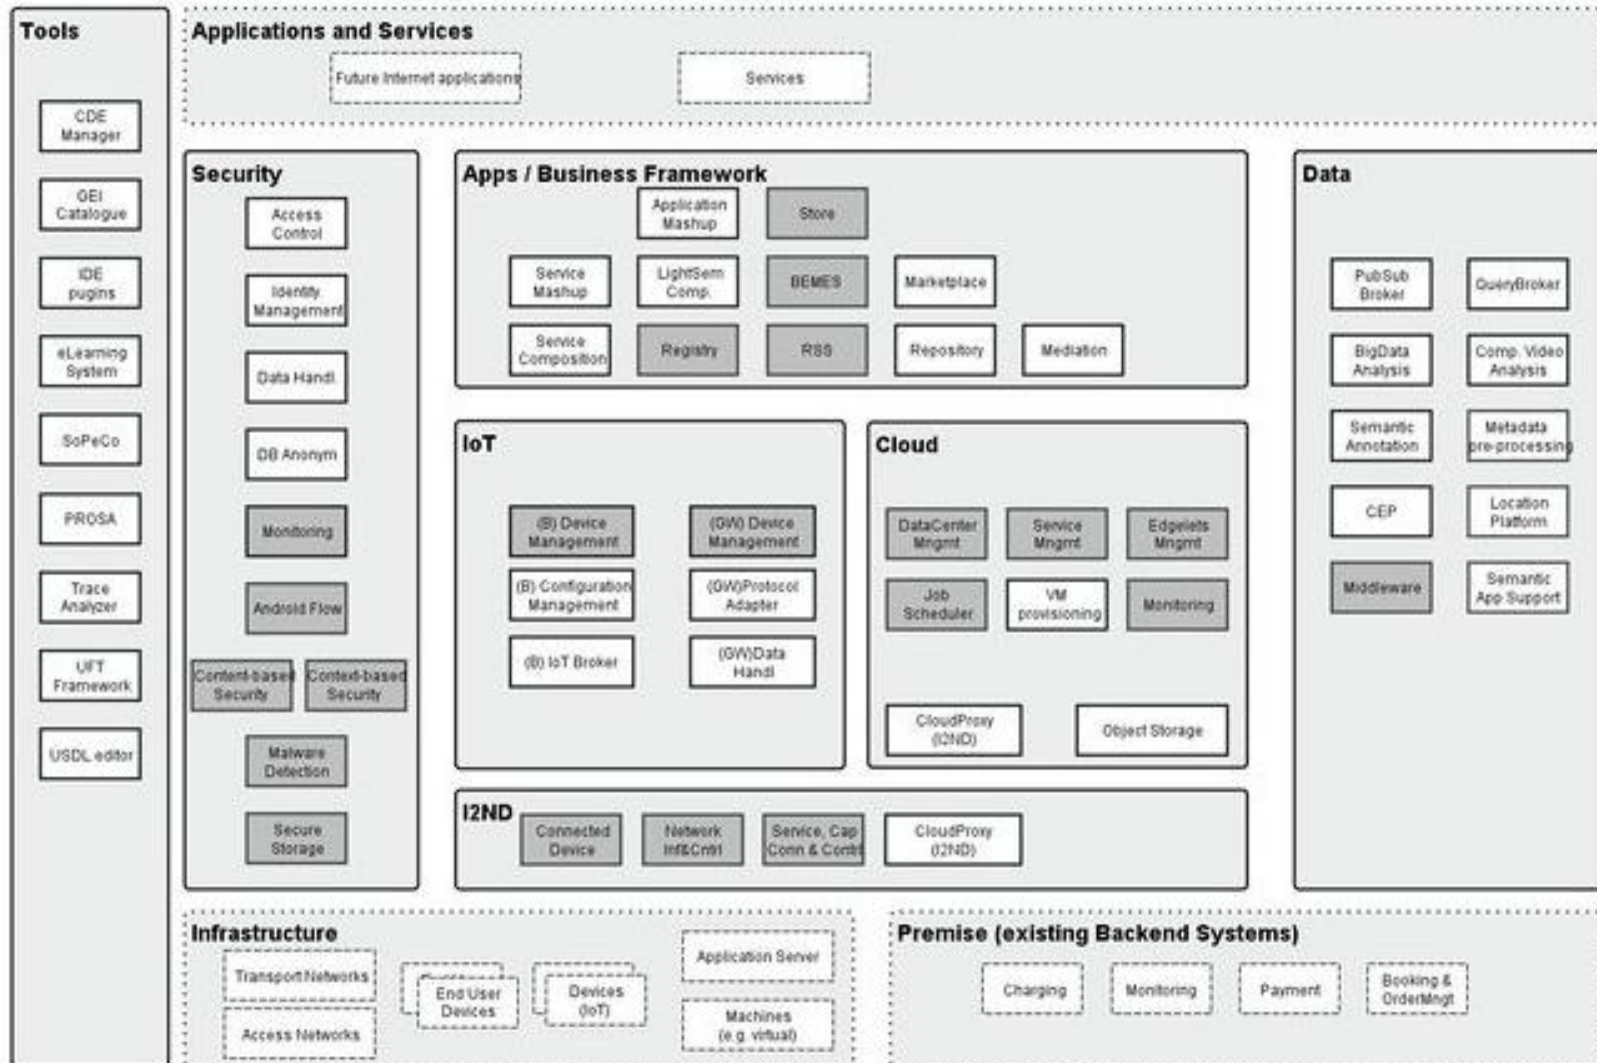 Tools
CDE
Manager
GEI
Catalogue
IDE
pugins
eLearning
System
SoPeCo
PROSA
Trace
Analyzer
UFT
Framework
USDL editor
Applications and Services
Future Internet applications
Services
Security
Access
Control
Identity
Management
Data Handl.
DB Anonym
Monitoring
Android Flow
Content-based
Security
Context-based
Security
Malware
Detection
Secure
Storage
Apps / Business Framework
Application
Mashup
Store
Service
Mashup
LightSem
Comp.
BEMES
Marketplace
Service
Composition
Registry
RSS
Repository
Mediation
IoT
(B) Device
Management
(GW) Device
Management
(B) Configuration
Management
(GW)Protocol
Adapter
(B) IoT Broker
(GW)Data
Handl
Cloud
DataCenter
Mngmt
Service
Mngmt
Edgelets
Mngmt
Job
Scheduler
VM
provisioning
Monitoring
CloudProxy
(I2ND)
Object Storage
I2ND
Connected
Device
Network
Inf&Cntrl
Service, Cap
Conn & Contrl
CloudProxy
(I2ND)
Data
PubSub
Broker
QueryBroker
BigData
Analysis
Comp. Video
Analysis
Semantic
Annotation
Metadata
pre-processing
CEP
Location
Platform
Middleware
Semantic
App Support
Infrastructure
Transport Networks
Access Networks
End User
Devices
Devices
(IoT)
Application Server
Machines
(e.g. virtual)
Premise (existing Backend Systems)
Charging
Monitoring
Payment
Booking &
OrderMngt